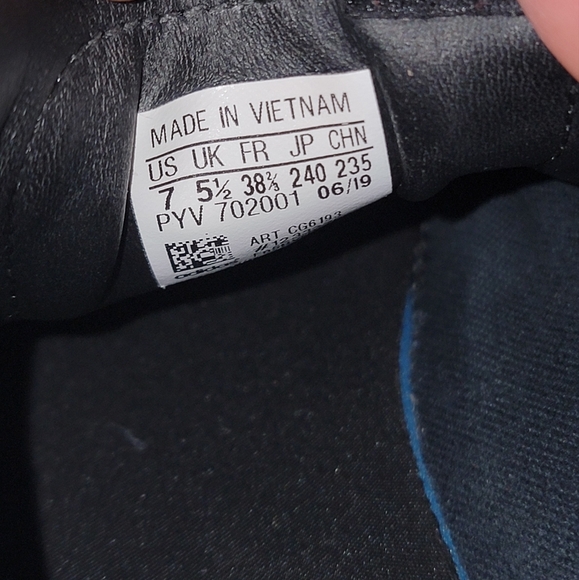 MADE IN VIETNAM
US UK FR JP CHN
7 5½ 38⅔ 240 235
PYV 702001 06/19
ART CG6193